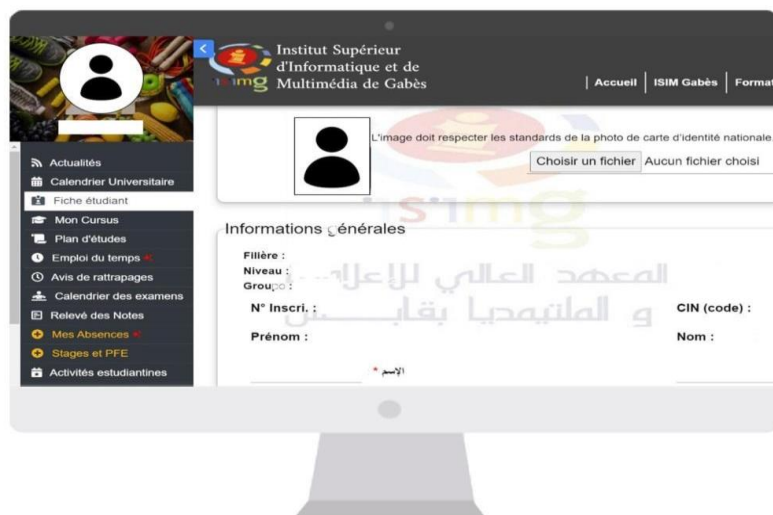 Institut Supérieur
d'Informatique et de
Multimédia de Gabès
isimg
Accueil | ISIM Gabès | Format
L'image doit respecter les standards de la photo de carte d'identité nationale.
Choisir un fichier Aucun fichier choisi
Actualités
Calendrier Universitaire
Fiche étudiant
Mon Cursus
Plan d'études
Emploi du temps
Avis de rattrapages
Calendrier des examens
Relevé des Notes
Mes Absences
Stages et PFE
Activités estudiantines
isimg
Informations générales
Filière :
Niveau :
Groupe :
N° Inscri. :
CIN (code) :
Prénom :
Nom :
الإسم *
المعهد العالي للإعلامية
و الملتيميديا بقابس